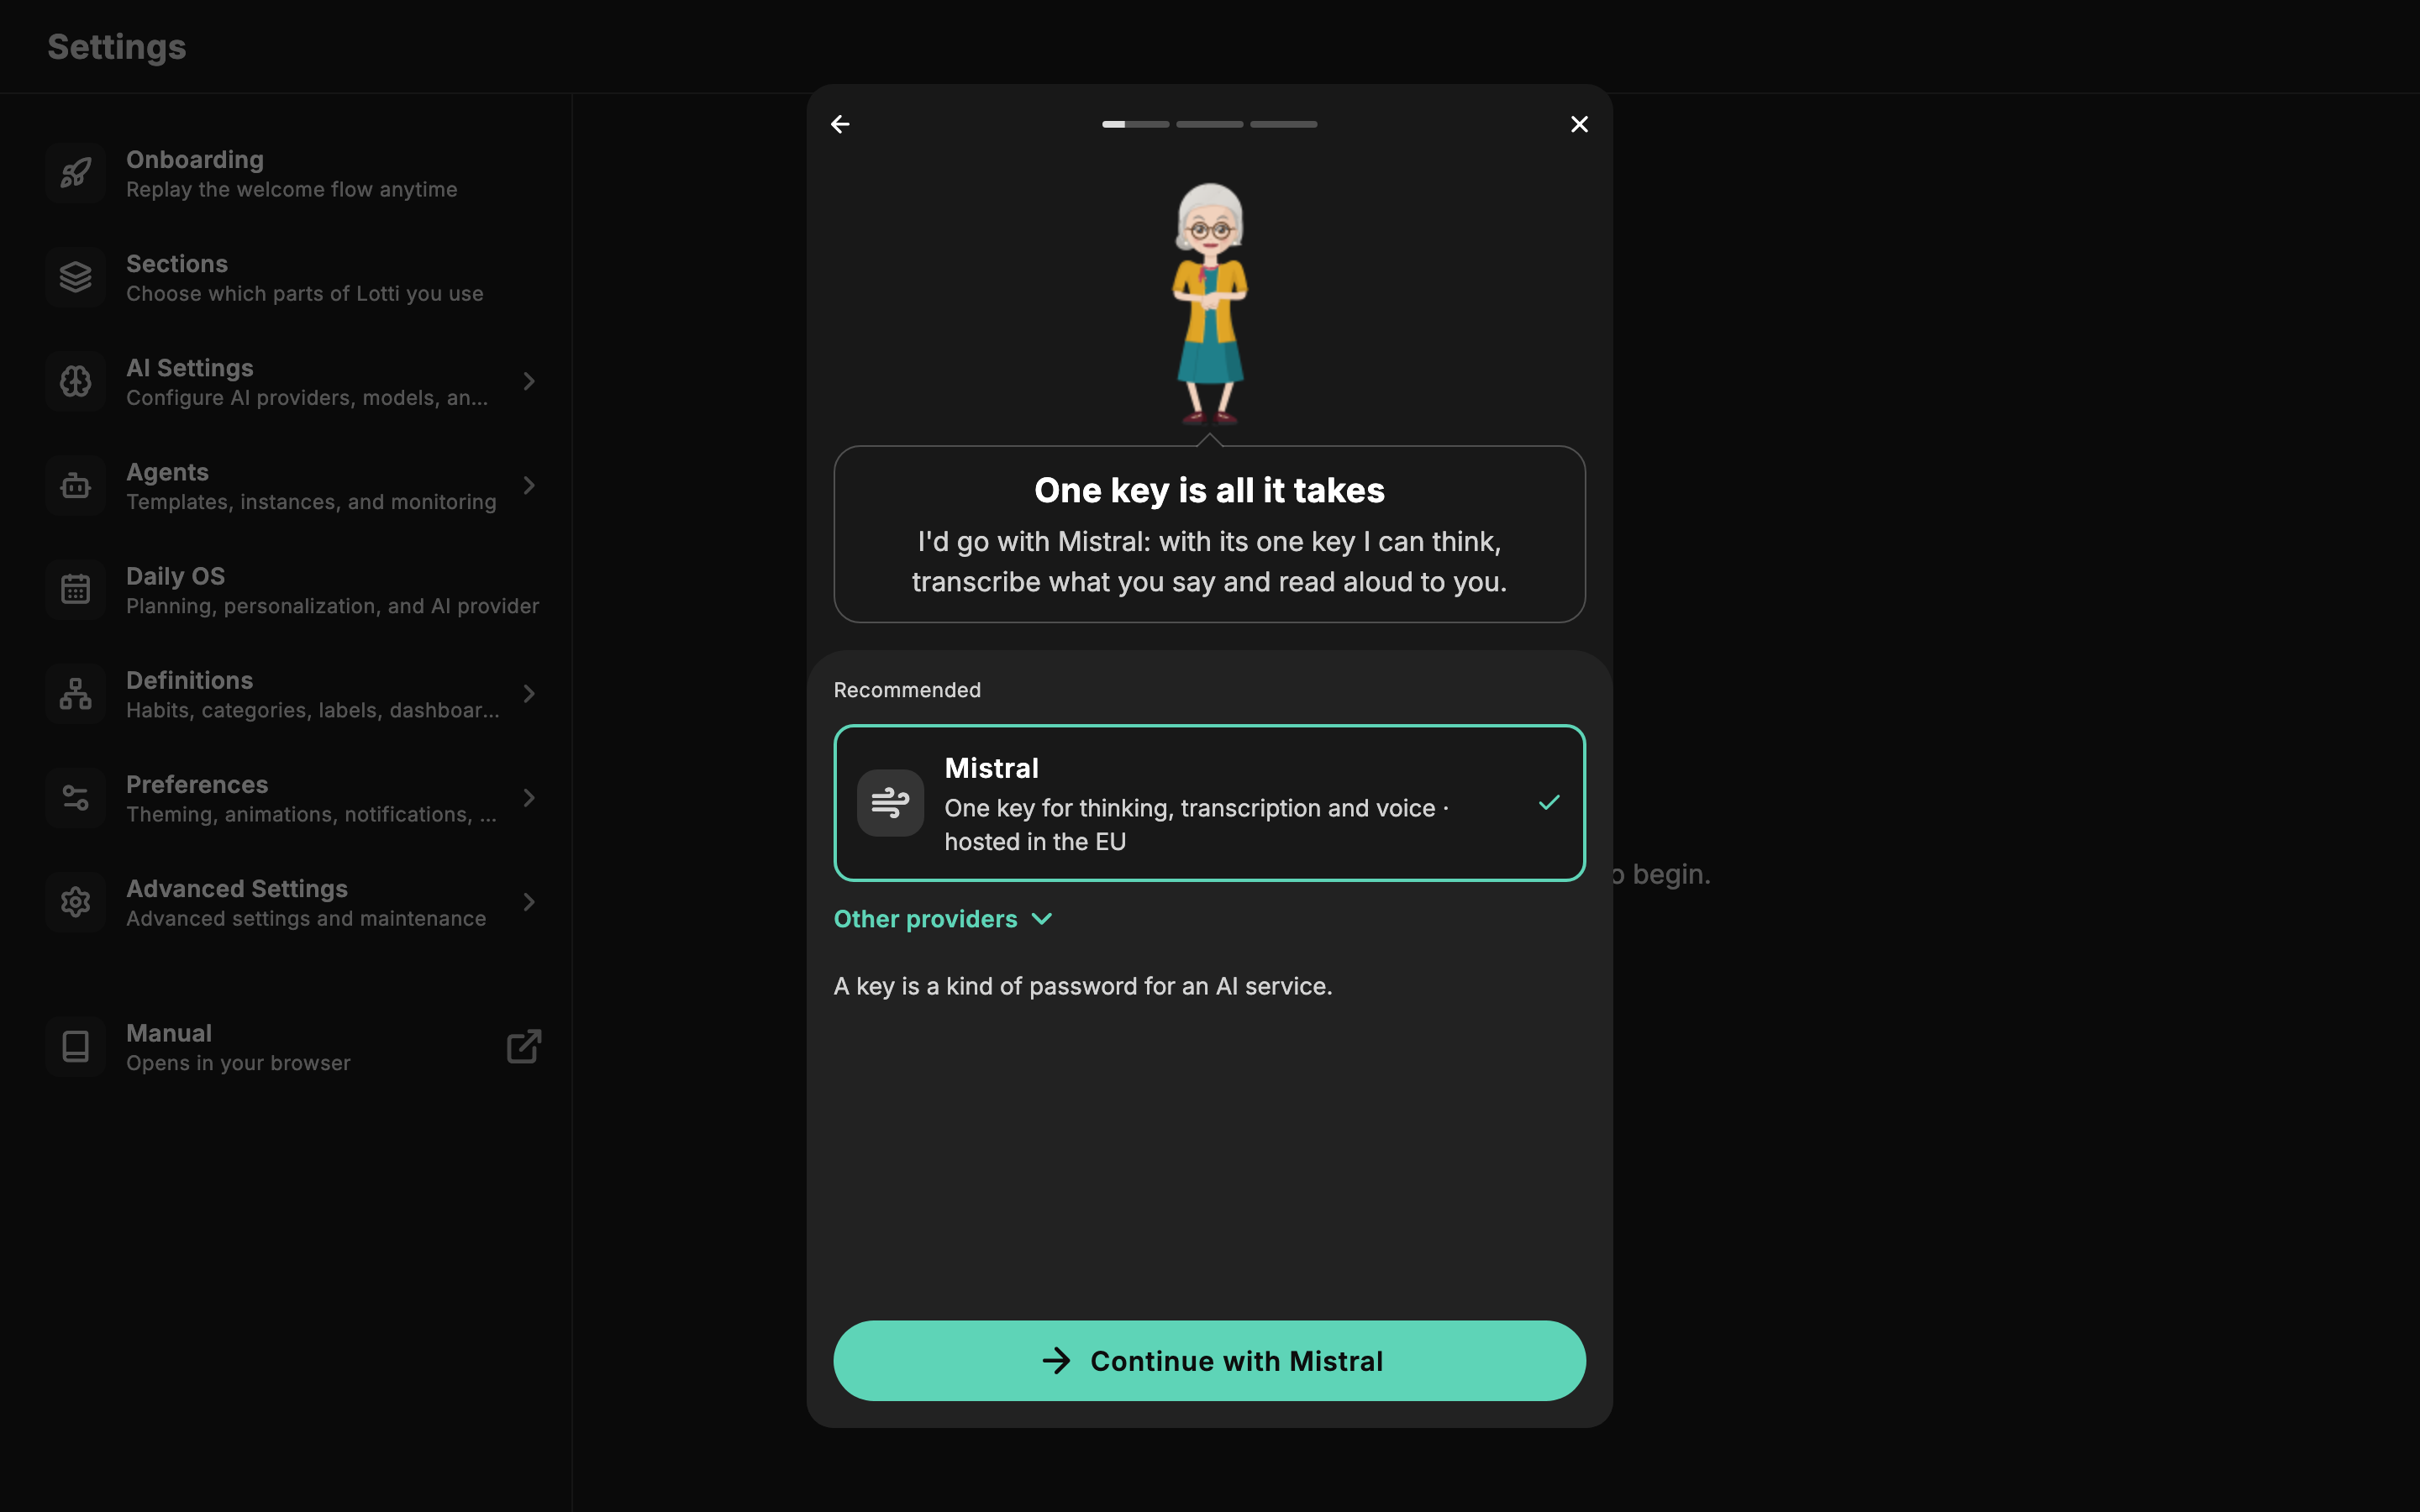 Settings
Onboarding
Replay the welcome flow anytime
Sections
Choose which parts of Lotti you use
AI Settings
Configure AI providers, models, an...
Agents
Templates, instances, and monitoring
Daily OS
Planning, personalization, and AI provider
Definitions
Habits, categories, labels, dashboar...
Preferences
Theming, animations, notifications, ...
Advanced Settings
Advanced settings and maintenance
Manual
Opens in your browser
One key is all it takes
I'd go with Mistral: with its one key I can think,
transcribe what you say and read aloud to you.
Recommended
Mistral
One key for thinking, transcription and voice ·
hosted in the EU
Other providers
A key is a kind of password for an AI service.
Continue with Mistral
begin.